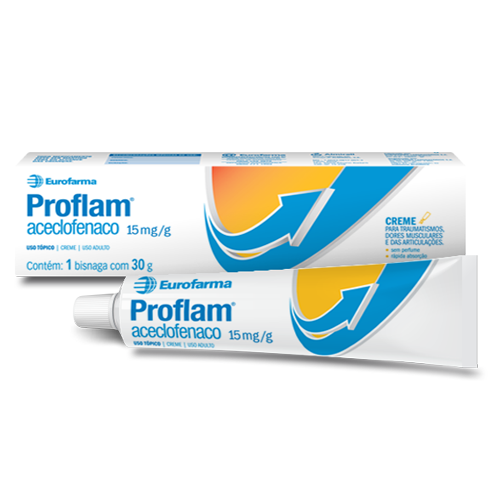 Eurofarma
Proflam®
aceclofenaco 15 mg/g
USO TÓPICO | CREME | USO ADULTO
Contém: 1 bisnaga com 30 g
CREME
PARA TRAUMATISMOS,
DORES MUSCULARES
E DAS ARTICULAÇÕES.
• sem perfume
• rápida absorção
Eurofarma
Proflam®
aceclofenaco 15 mg/g
USO TÓPICO | CREME | USO ADULTO